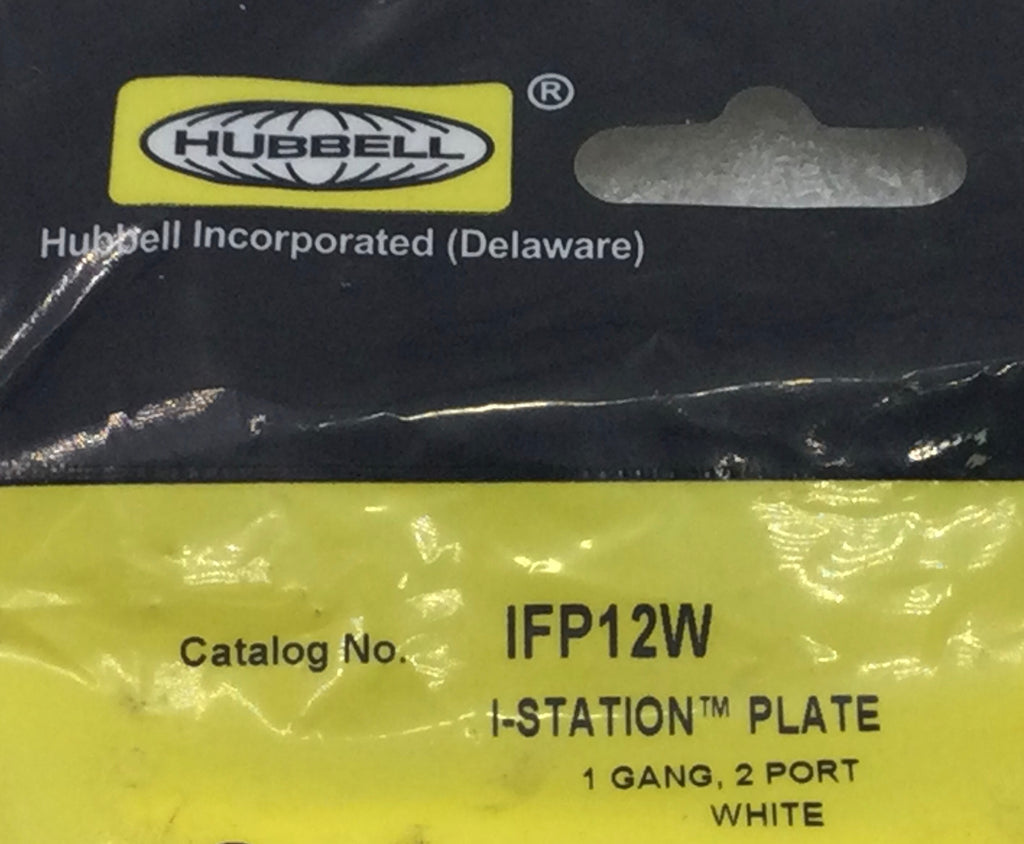 HUBBELL ®
Hubbell Incorporated (Delaware)
Catalog No. IFP12W
I-STATION™ PLATE
1 GANG, 2 PORT
WHITE